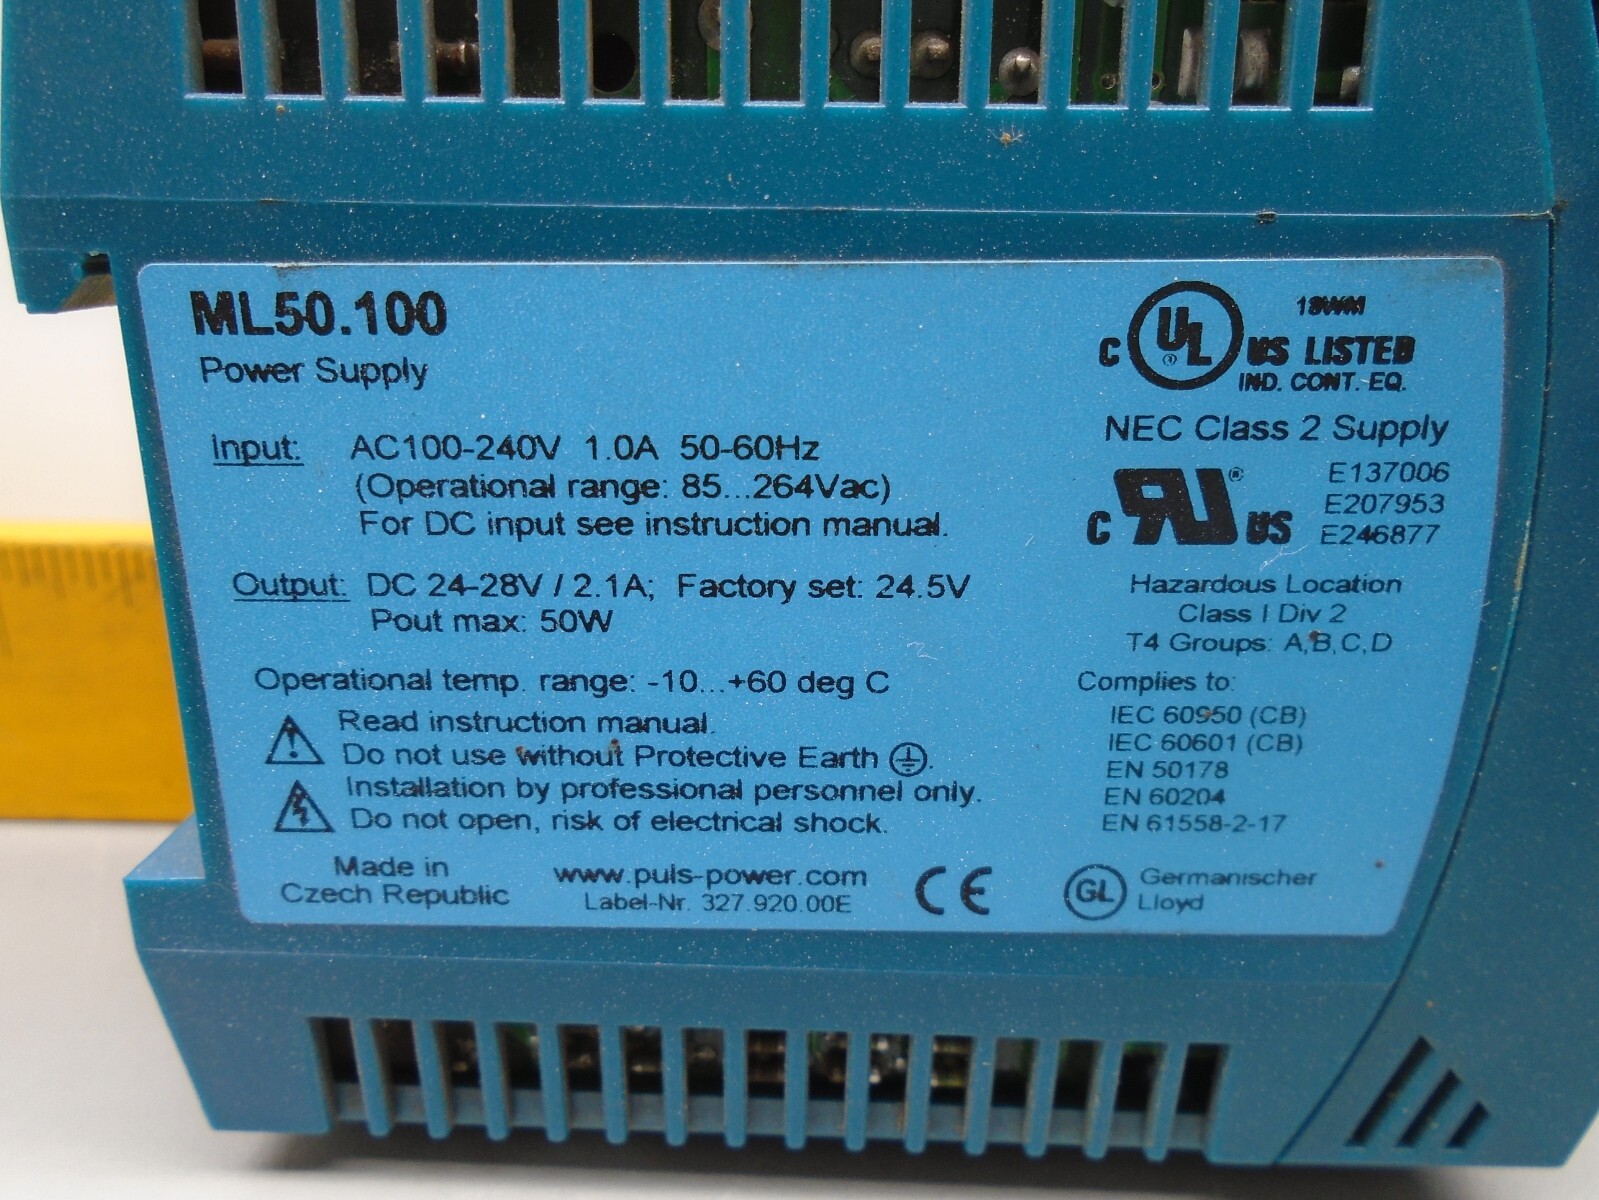 ML50.100
Power Supply
Input: AC100-240V 1.0A 50-60Hz
(Operational range: 85...264Vac)
For DC input see instruction manual.
Output: DC 24-28V / 2.1A; Factory set: 24.5V
Pout max: 50W
Operational temp. range: -10...+60 deg C
Read instruction manual.
Do not use without Protective Earth
Installation by professional personnel only.
Do not open, risk of electrical shock.
Made in
Czech Republic
www.puls-power.com
Label-Nr. 327.920.00E
CE
18WM
C UL ® US LISTED
IND. CONT. EQ.
NEC Class 2 Supply
C RU ® US
E137006
E207953
E246877
Hazardous Location
Class I Div 2
T4 Groups: A,B,C,D
Complies to:
IEC 60950 (CB)
IEC 60601 (CB)
EN 50178
EN 60204
EN 61558-2-17
GL Germanischer
Lloyd